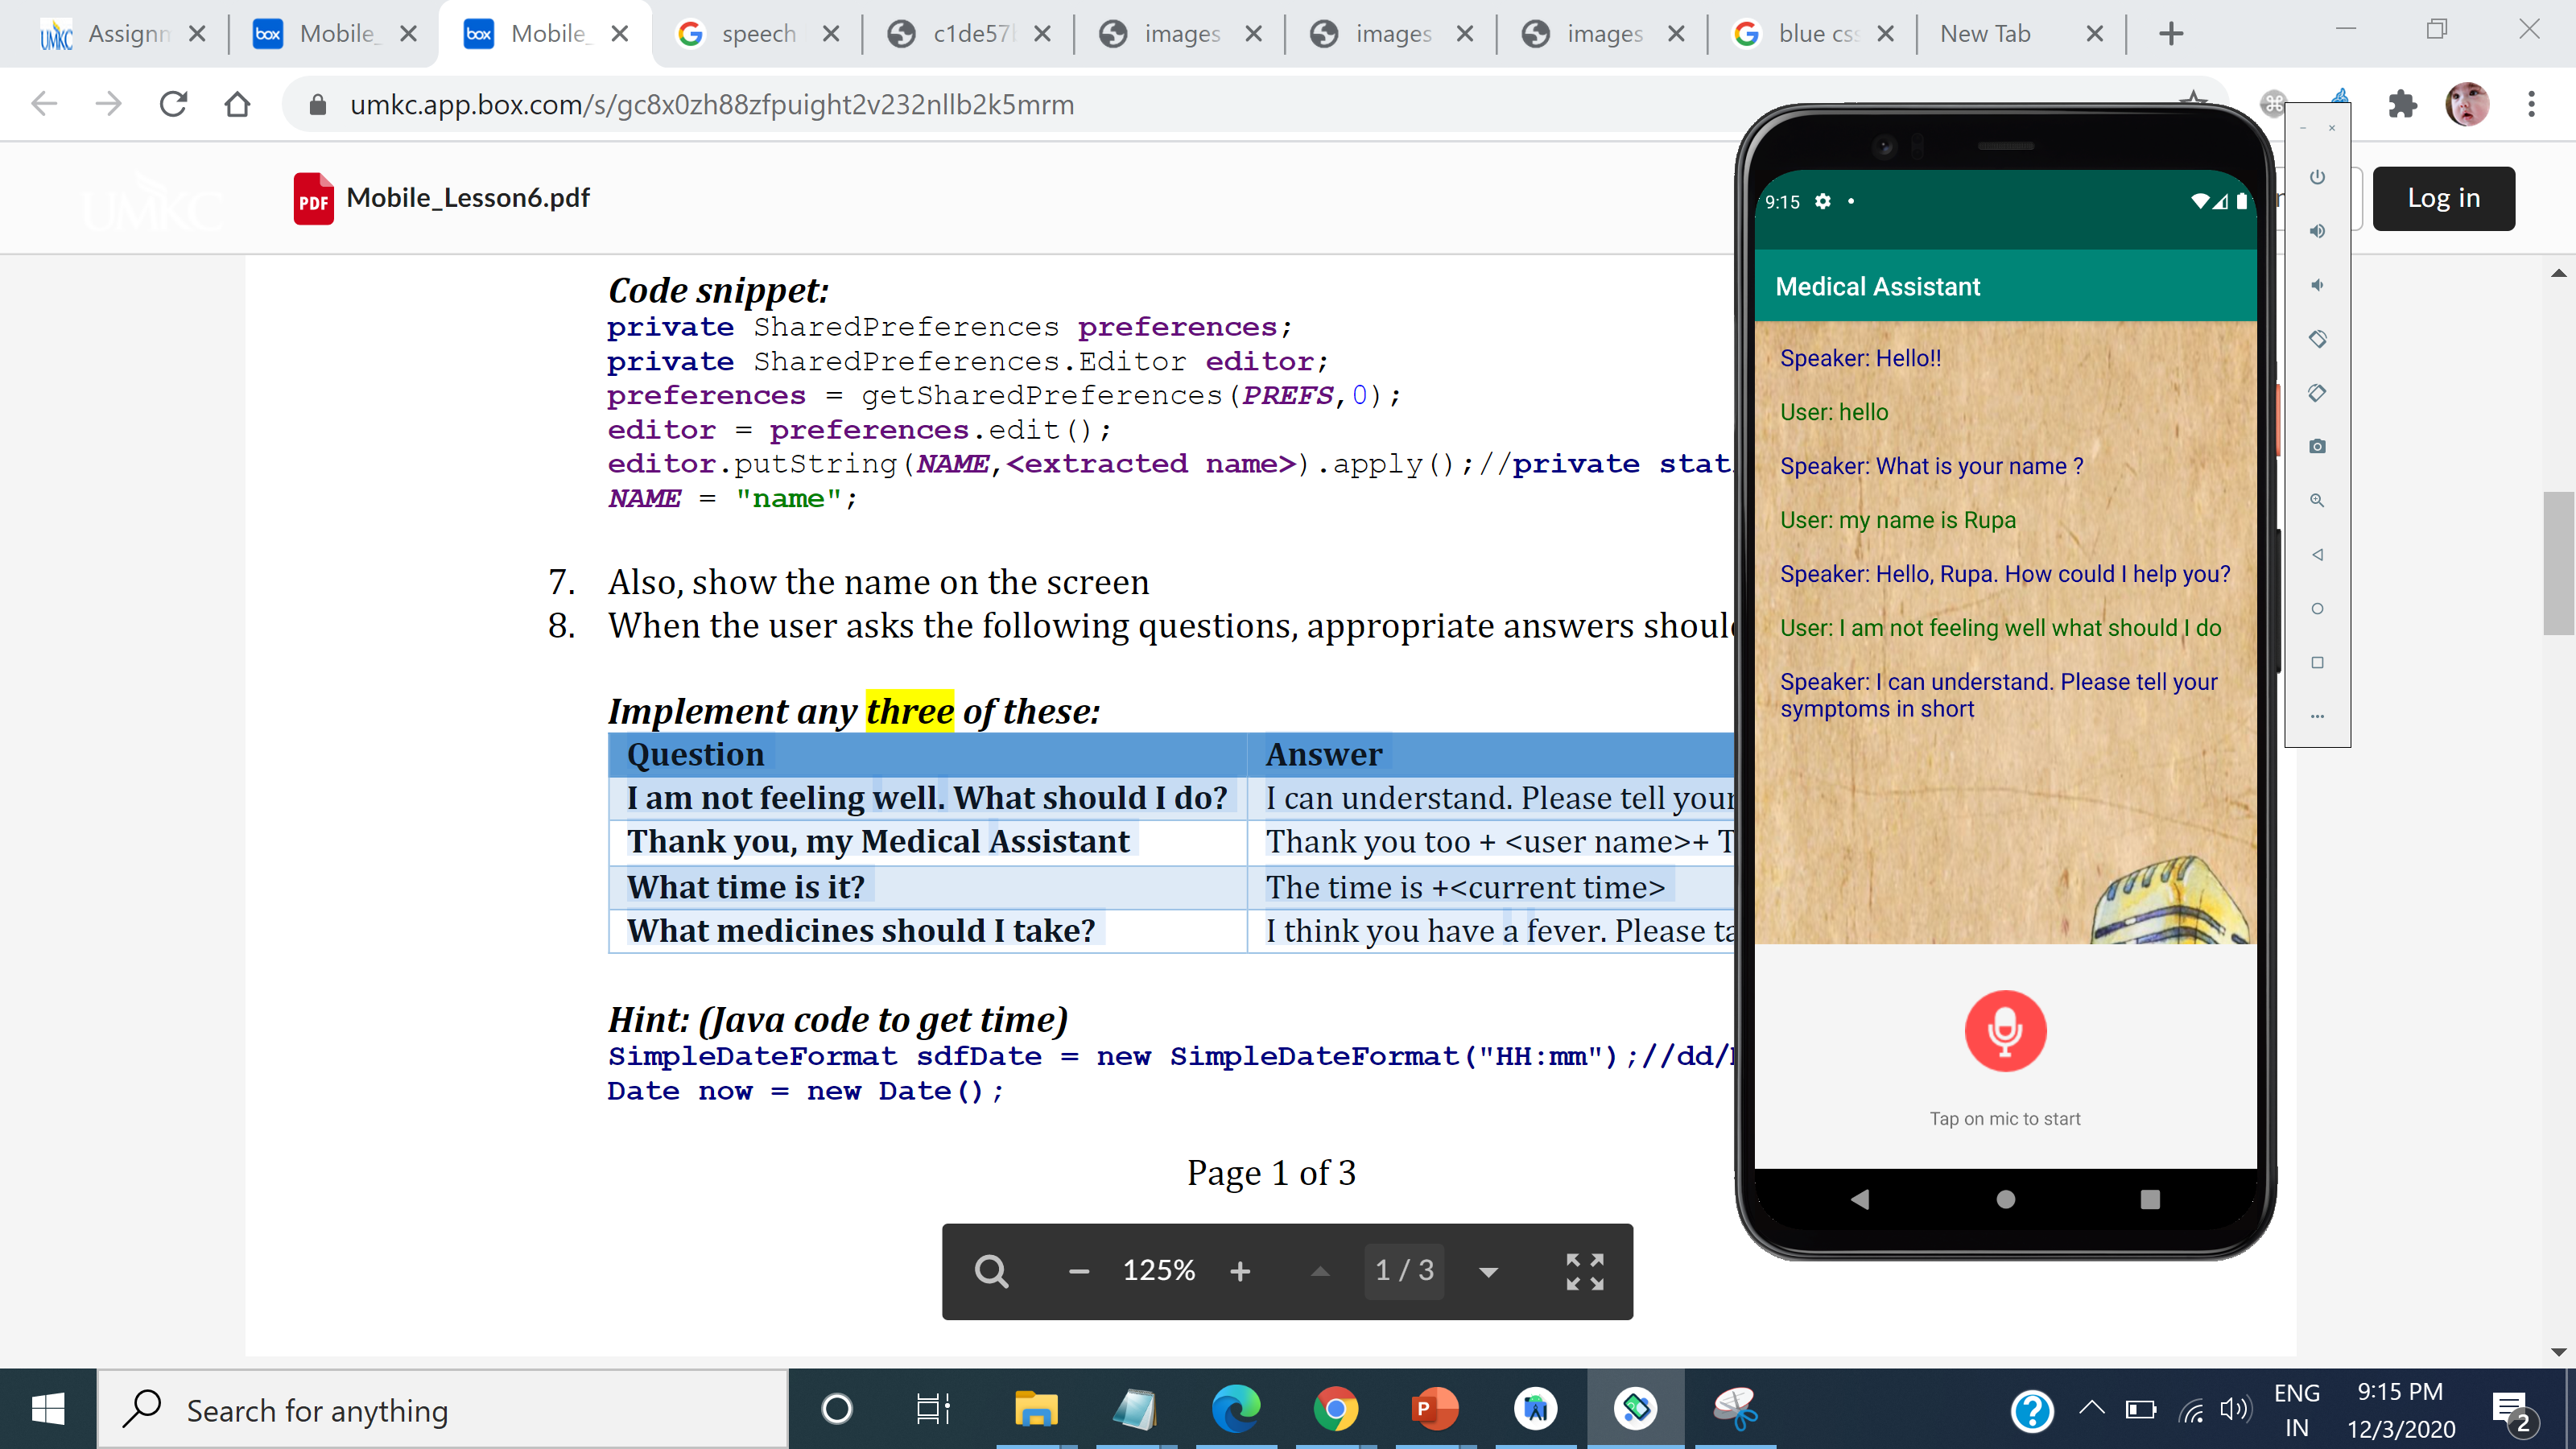 UMKC Assignn
box Mobile_
box Mobile_
speech
c1de57
images
images
images
blue cs
New Tab
umkc.app.box.com/s/gc8x0zh88zfpuight2v232nllb2k5mrm
UMKC
PDF Mobile_Lesson6.pdf
Log in
Code snippet:
private SharedPreferences preferences;
private SharedPreferences.Editor editor;
preferences = getSharedPreferences(PREFS,0);
editor = preferences.edit();
editor.putString(NAME,<extracted name>).apply();//private stat
NAME = "name";
7. Also, show the name on the screen
8. When the user asks the following questions, appropriate answers shoul
Implement any three of these:
Question Answer
I am not feeling well. What should I do? I can understand. Please tell your
Thank you, my Medical Assistant Thank you too + <user name>+ T
What time is it? The time is +<current time>
What medicines should I take? I think you have a fever. Please ta
Hint: (Java code to get time)
SimpleDateFormat sdfDate = new SimpleDateFormat("HH:mm");//dd/
Date now = new Date();
Page 1 of 3
125%
1 / 3
9:15
Medical Assistant
Speaker: Hello!!
User: hello
Speaker: What is your name ?
User: my name is Rupa
Speaker: Hello, Rupa. How could I help you?
User: I am not feeling well what should I do
Speaker: I can understand. Please tell your
symptoms in short
Tap on mic to start
Search for anything
P
ENG
IN
9:15 PM
12/3/2020
2